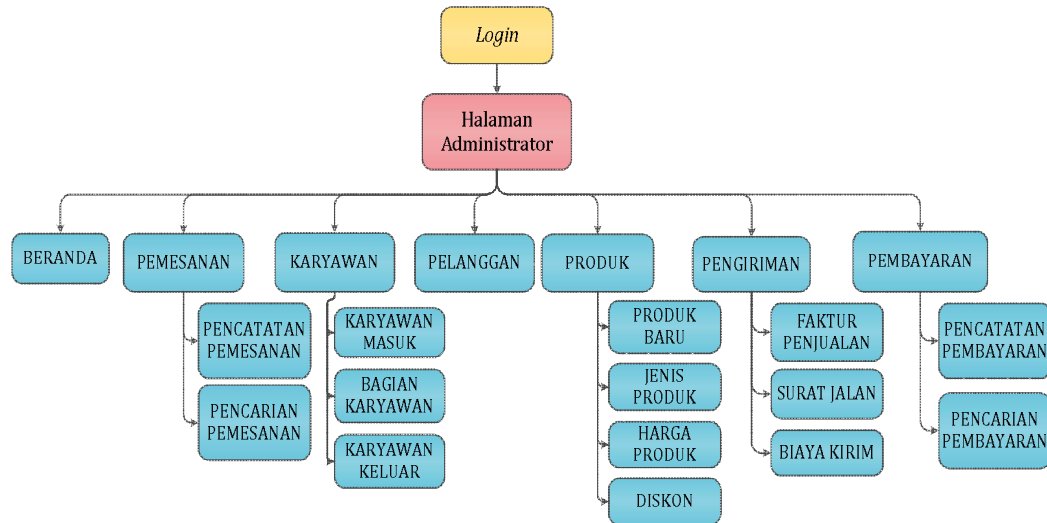 Login
Halaman
Administrator
BERANDA
PEMESANAN
KARYAWAN
PELANGGAN
PRODUK
PENGIRIMAN
PEMBAYARAN
PENCATATAN
PEMESANAN
PENCARIAN
PEMESANAN
KARYAWAN
MASUK
BAGIAN
KARYAWAN
KARYAWAN
KELUAR
PRODUK
BARU
JENIS
PRODUK
HARGA
PRODUK
DISKON
FAKTUR
PENJUALAN
SURAT JALAN
BIAYA KIRIM
PENCATATAN
PEMBAYARAN
PENCARIAN
PEMBAYARAN